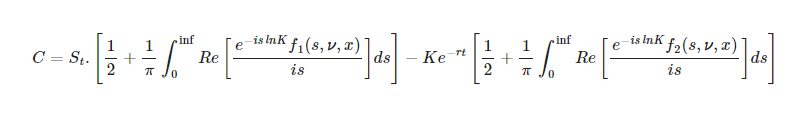 C = S_t . [ 1/2 + 1/π ∫_0^inf Re [ e^{-is lnK} f_1(s, ν, x) / is ] ds ] − Ke^{-rt} [ 1/2 + 1/π ∫_0^inf Re [ e^{-is lnK} f_2(s, ν, x) / is ] ds ]